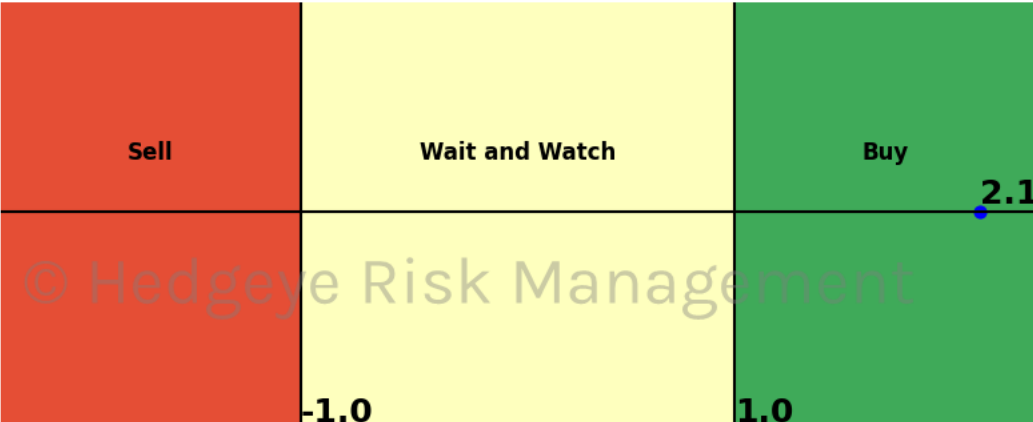 Sell
Wait and Watch
Buy
2.1
© Hedgeye Risk Management
-1.0
1.0